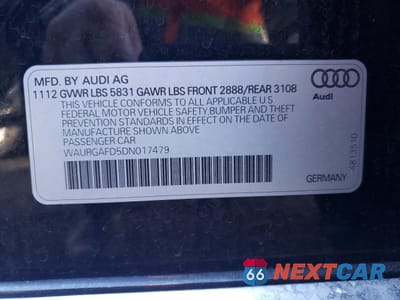 MFD. BY AUDI AG
1112 GVWR LBS 5831 GAWR LBS FRONT 2888/REAR 3108
THIS VEHICLE CONFORMS TO ALL APPLICABLE U.S
FEDERAL MOTOR VEHICLE SAFETY BUMPER AND THEFT
PREVENTION STANDARDS IN EFFECT ON THE DATE OF
MANUFACTURE SHOWN ABOVE
PASSENGER CAR
WAURGAFD5DN017479
Audi
GERMANY
4813510
66 NEXTCAR